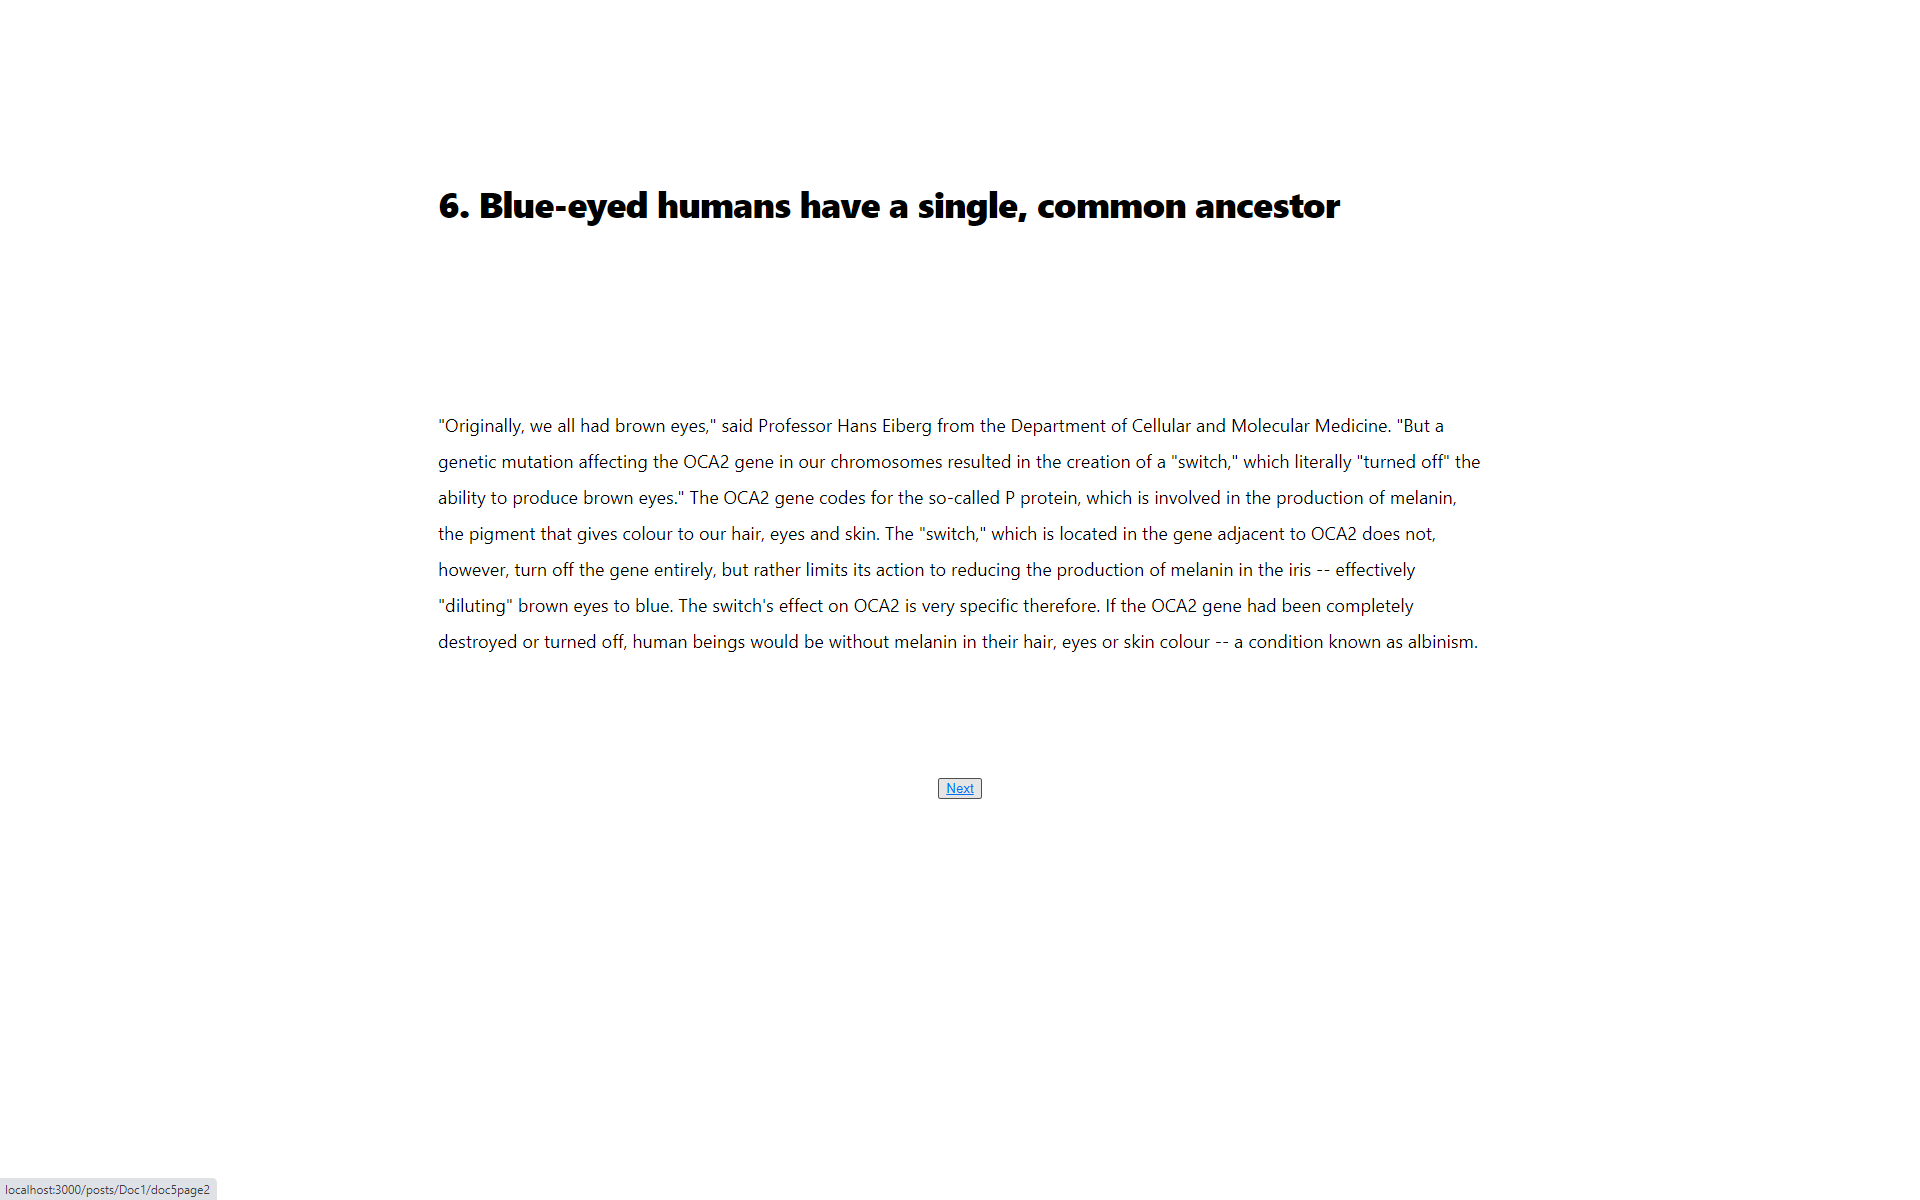 6. Blue-eyed humans have a single, common ancestor
"Originally, we all had brown eyes," said Professor Hans Eiberg from the Department of Cellular and Molecular Medicine. "But a
genetic mutation affecting the OCA2 gene in our chromosomes resulted in the creation of a "switch," which literally "turned off" the
ability to produce brown eyes." The OCA2 gene codes for the so-called P protein, which is involved in the production of melanin,
the pigment that gives colour to our hair, eyes and skin. The "switch," which is located in the gene adjacent to OCA2 does not,
however, turn off the gene entirely, but rather limits its action to reducing the production of melanin in the iris -- effectively
"diluting" brown eyes to blue. The switch's effect on OCA2 is very specific therefore. If the OCA2 gene had been completely
destroyed or turned off, human beings would be without melanin in their hair, eyes or skin colour -- a condition known as albinism.
Next
localhost:3000/posts/Doc1/doc5page2